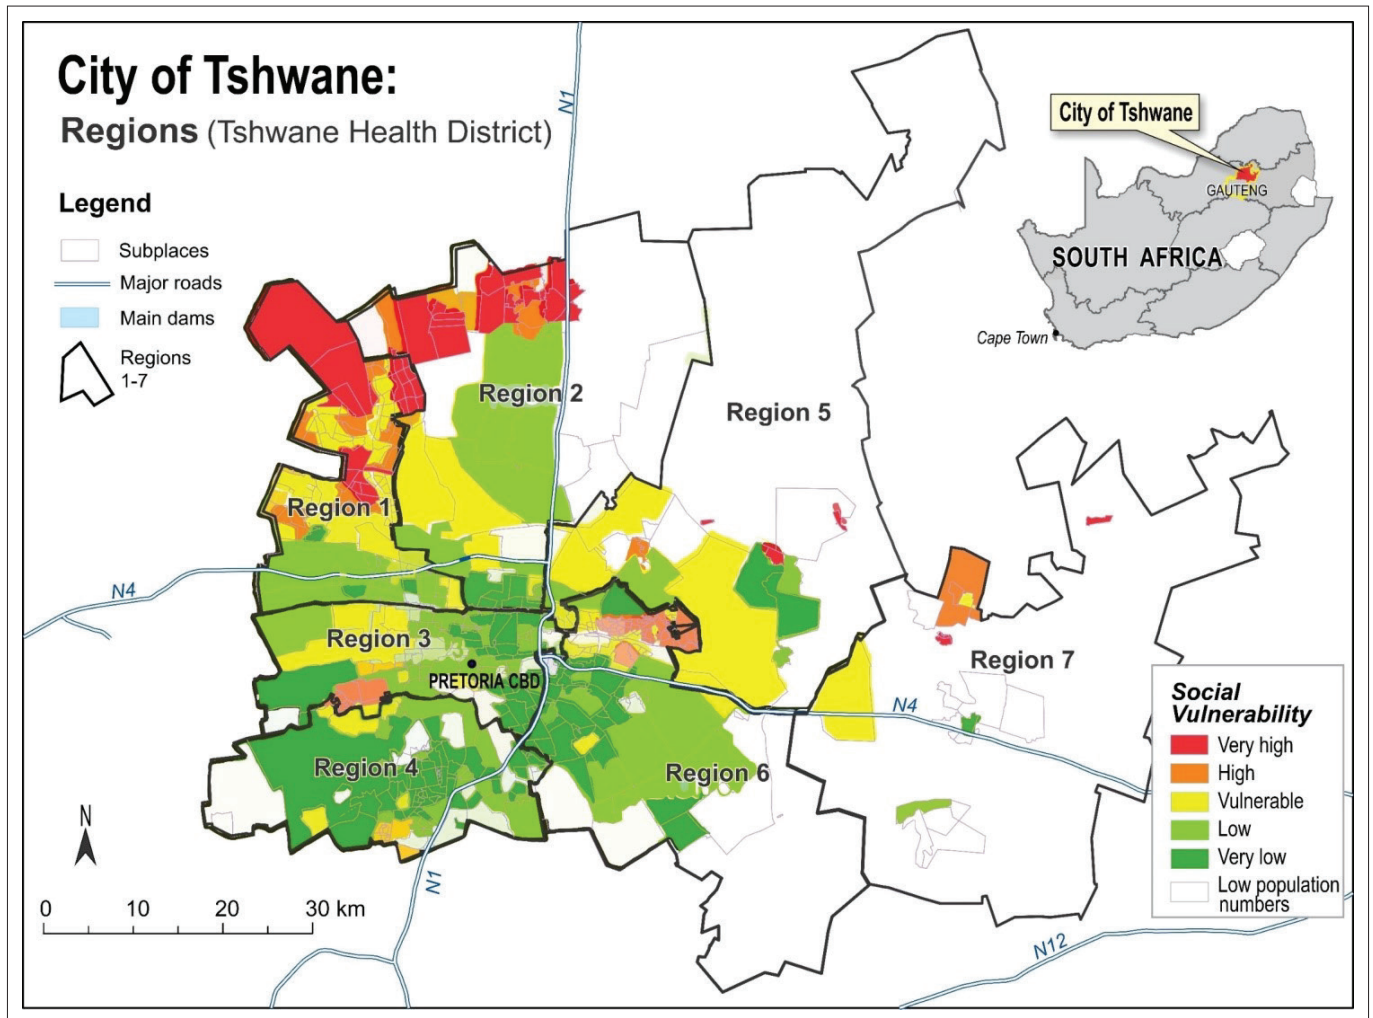 City of Tshwane:
Regions (Tshwane Health District)
Legend
Subplaces
Major roads
Main dams
Regions
1-7
N1
City of Tshwane
GAUTENG
SOUTH AFRICA
Cape Town
Region 2
Region 5
Region 1
N4
Region 3
PRETORIA CBD
Region 7
N4
Region 4
Region 6
N
N1
0 10 20 30 km
N12
Social
Vulnerability
Very high
High
Vulnerable
Low
Very low
Low population
numbers